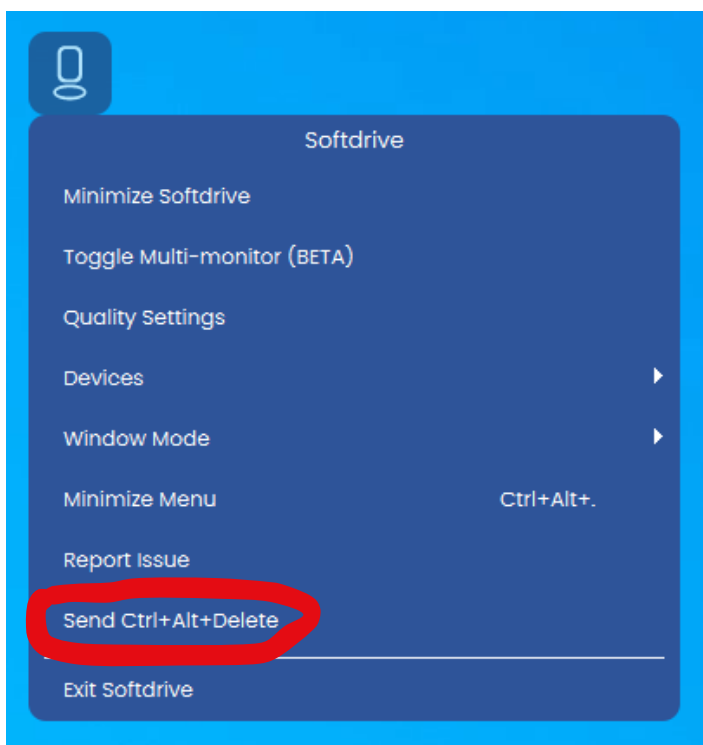 Softdrive
Minimize Softdrive
Toggle Multi-monitor (BETA)
Quality Settings
Devices
Window Mode
Minimize Menu Ctrl+Alt+.
Report Issue
Send Ctrl+Alt+Delete
Exit Softdrive